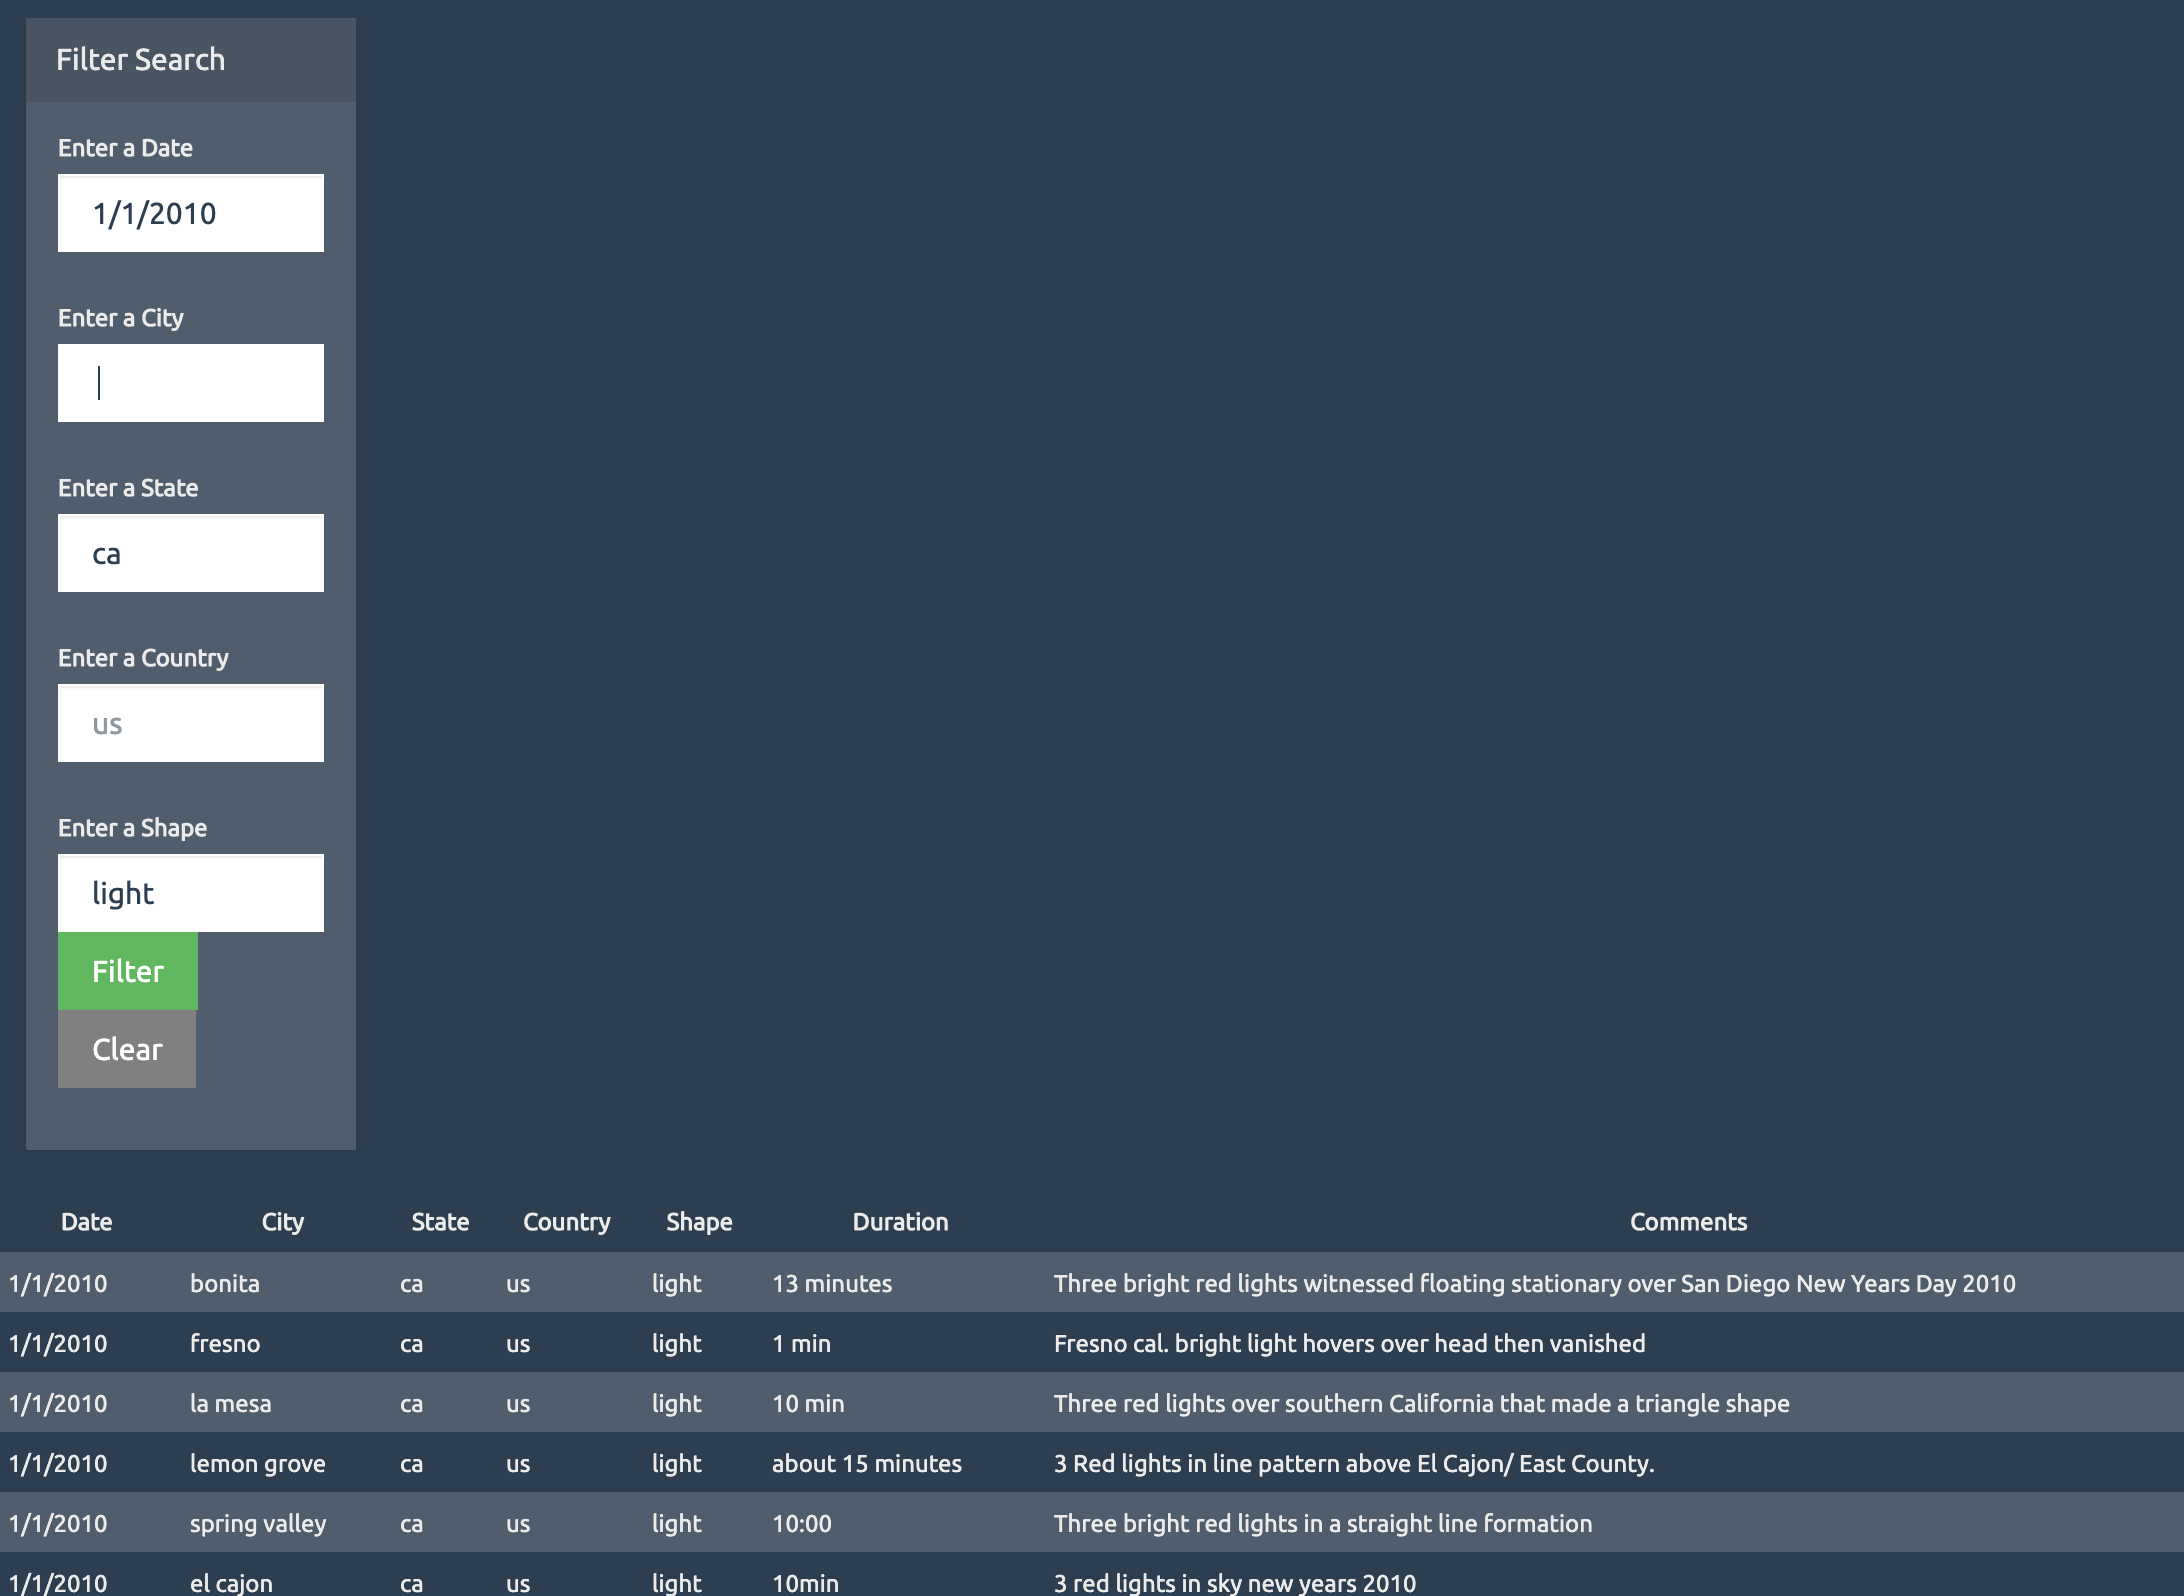 Filter Search
Enter a Date
1/1/2010
Enter a City
Enter a State
ca
Enter a Country
us
Enter a Shape
light
Filter
Clear
Date City State Country Shape Duration Comments
1/1/2010 bonita ca us light 13 minutes Three bright red lights witnessed floating stationary over San Diego New Years Day 2010
1/1/2010 fresno ca us light 1 min Fresno cal. bright light hovers over head then vanished
1/1/2010 la mesa ca us light 10 min Three red lights over southern California that made a triangle shape
1/1/2010 lemon grove ca us light about 15 minutes 3 Red lights in line pattern above El Cajon/ East County.
1/1/2010 spring valley ca us light 10:00 Three bright red lights in a straight line formation
1/1/2010 el cajon ca us light 10min 3 red lights in sky new years 2010